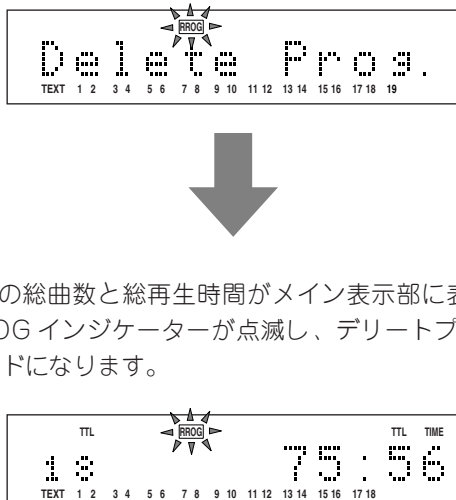 RROG
Delete Prog.
TEXT 1 2 3 4 5 6 7 8 9 10 11 12 13 14 15 16 17 18 19
の総曲数と総再生時間がメイン表示部に表
OG インジケーターが点滅し、デリートプ
ドになります。
TTL RROG TTL TIME
18 75:56
TEXT 1 2 3 4 5 6 7 8 9 10 11 12 13 14 15 16 17 18